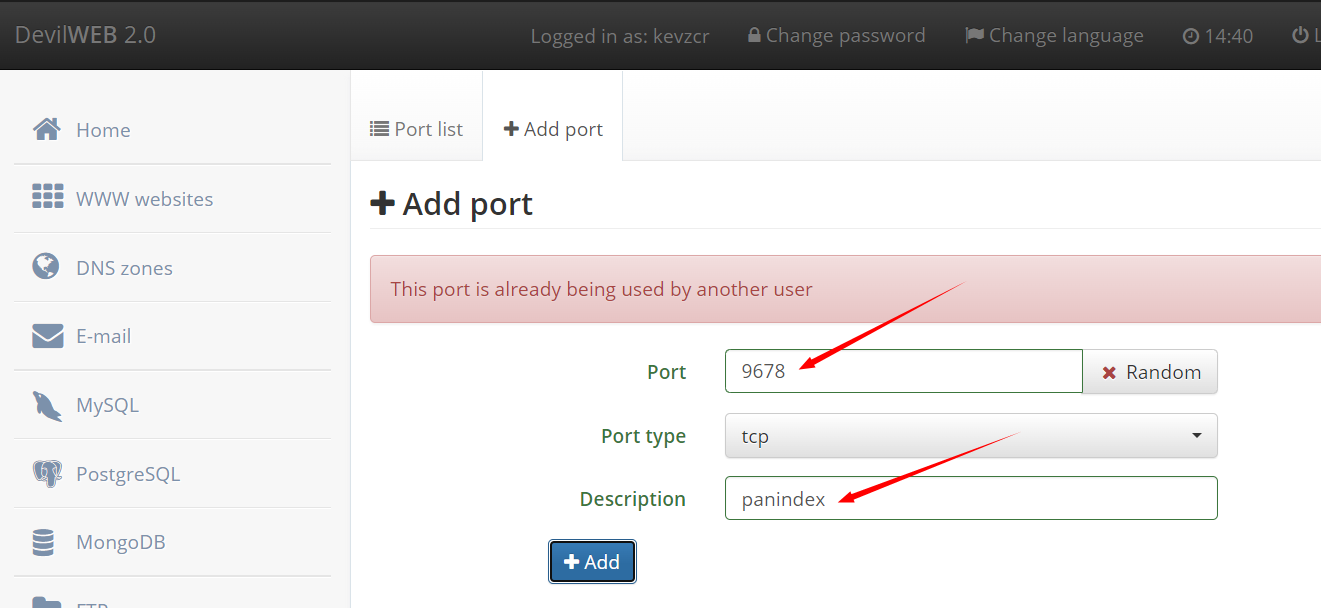 DevilWEB 2.0
Logged in as: kevzcr
Change password
Change language
14:40
Home
WWW websites
DNS zones
E-mail
MySQL
PostgreSQL
MongoDB
FTP
Port list
Add port
Add port
This port is already being used by another user
Port
9678
Random
Port type
tcp
Description
panindex
Add